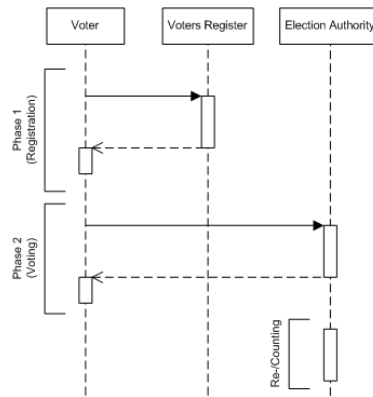 Voter
Voters Register
Election Authority
Phase 1
(Registration)
Phase 2
(Voting)
Re-/Counting